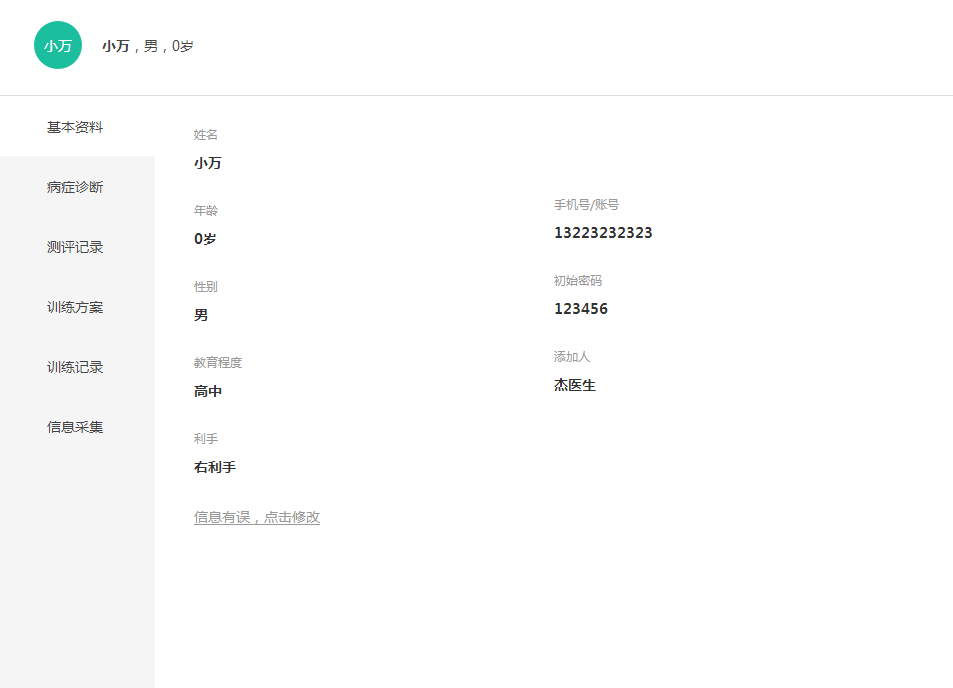 小万
小万，男，0岁
基本资料
病症诊断
测评记录
训练方案
训练记录
信息采集
姓名
小万
年龄
0岁
性别
男
教育程度
高中
利手
右利手
信息有误，点击修改
手机号/账号
13223232323
初始密码
123456
添加人
杰医生